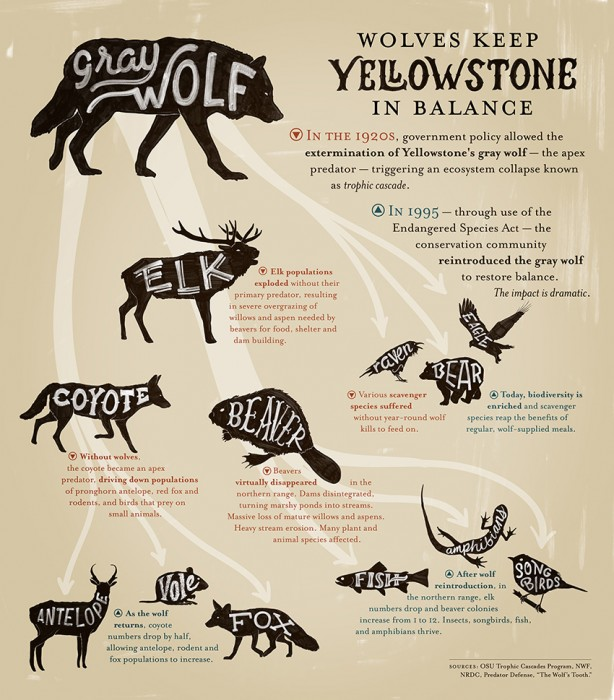 gray WOLF
WOLVES KEEP
YELLOWSTONE
IN BALANCE
IN THE 1920S, government policy allowed the
extermination of Yellowstone's gray wolf — the apex
predator — triggering an ecosystem collapse known
as trophic cascade.
IN 1995 — through use of the
Endangered Species Act — the
conservation community
reintroduced the gray wolf
to restore balance.
The impact is dramatic.
ELK
Elk populations
exploded without their
primary predator, resulting
in severe overgrazing of
willows and aspen needed by
beavers for food, shelter and
dam building.
EAGLE
raven
BEAR
Various scavenger
species suffered
without year-round wolf
kills to feed on.
Today, biodiversity is
enriched and scavenger
species reap the benefits of
regular, wolf-supplied meals.
COYOTE
Without wolves,
the coyote became an apex
predator, driving down populations
of pronghorn antelope, red fox and
rodents, and birds that prey on
small animals.
BEAVER
Beavers
virtually disappeared in the
northern range. Dams disintegrated,
turning marshy ponds into streams.
Massive loss of mature willows and aspens.
Heavy stream erosion. Many plant and
animal species affected.
amphibians
FISH
SONG
BIRDS
After wolf
reintroduction, in
the northern range, elk
numbers drop and beaver colonies
increase from 1 to 12. Insects, songbirds, fish,
and amphibians thrive.
ANTELOPE
Vole
FOX
As the wolf
returns, coyote
numbers drop by half,
allowing antelope, rodent and
fox populations to increase.
SOURCES: OSU Trophic Cascades Program, NWF,
NRDC, Predator Defense, "The Wolf's Tooth."